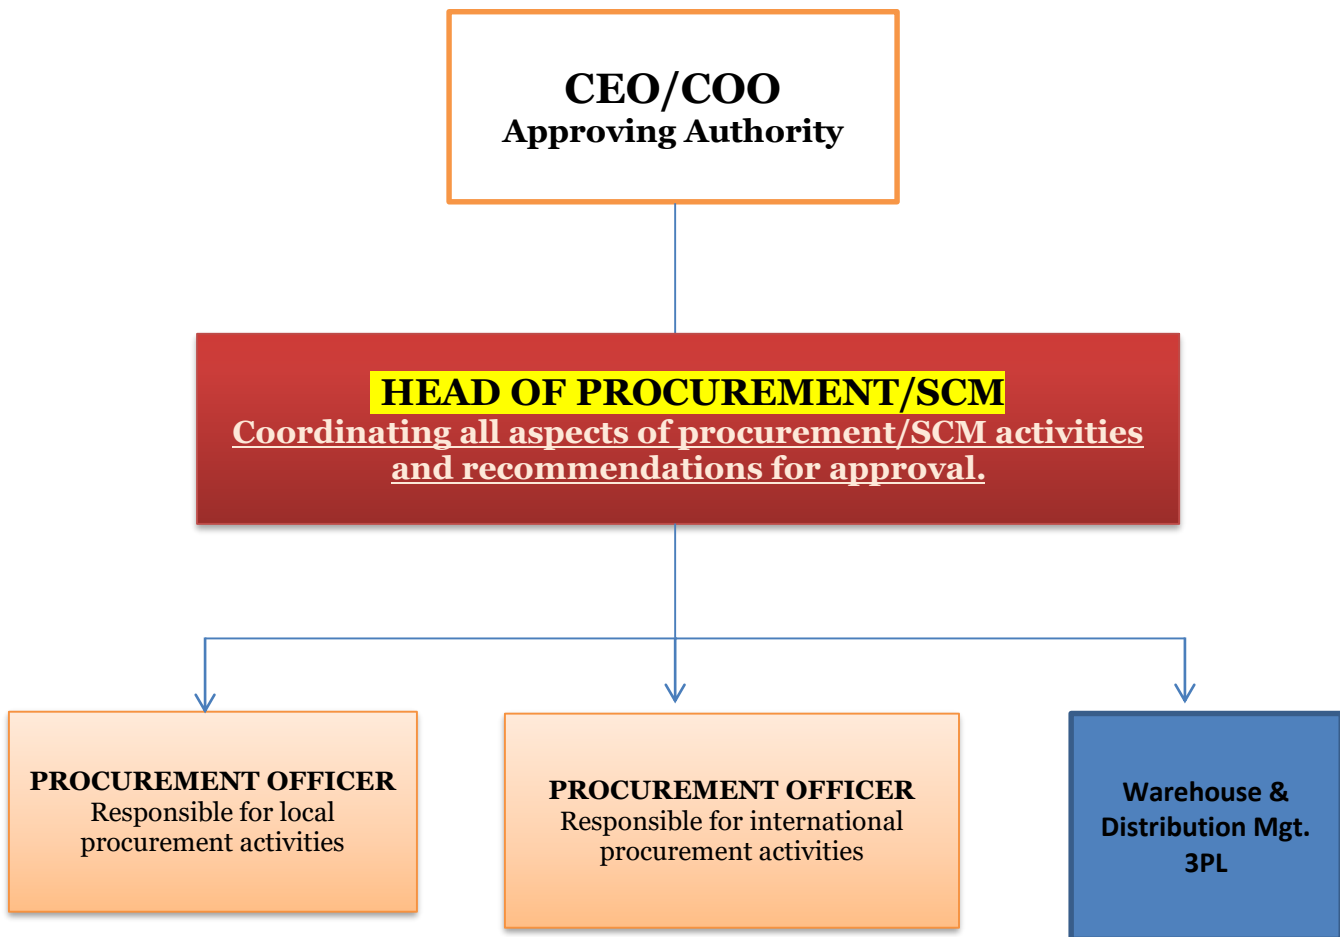 CEO/COO
Approving Authority
HEAD OF PROCUREMENT/SCM
Coordinating all aspects of procurement/SCM activities
and recommendations for approval.
PROCUREMENT OFFICER
Responsible for local
procurement activities
PROCUREMENT OFFICER
Responsible for international
procurement activities
Warehouse &
Distribution Mgt.
3PL